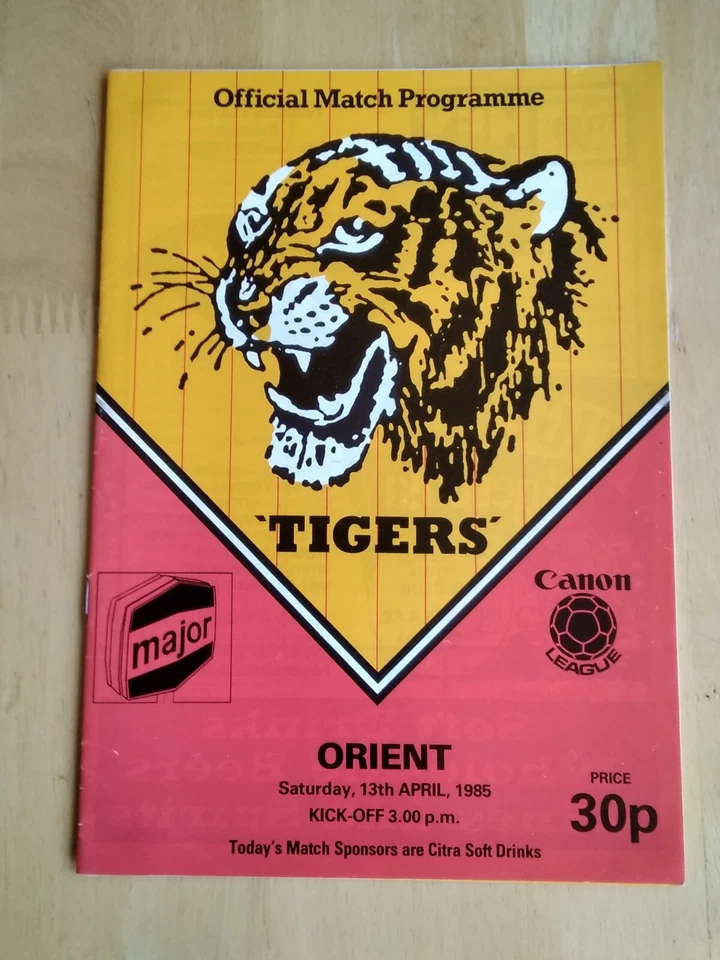 Official Match Programme
`TIGERS´
major
Canon
LEAGUE
ORIENT
Saturday, 13th APRIL, 1985
KICK-OFF 3.00 p.m.
PRICE
30p
Today's Match Sponsors are Citra Soft Drinks